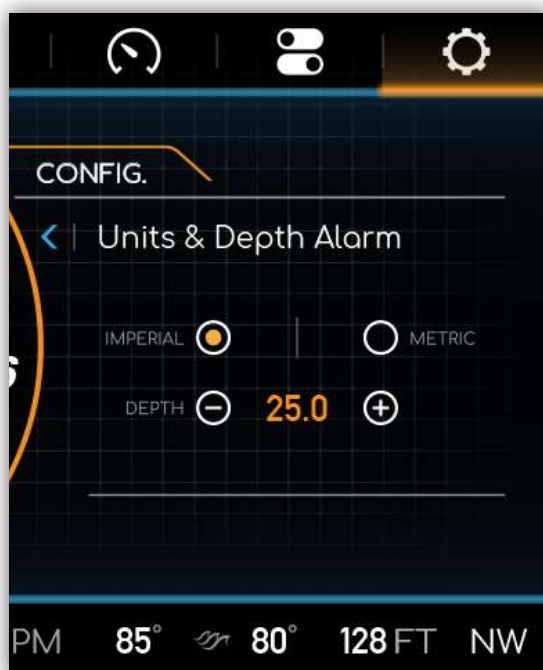 CONFIG.
< | Units & Depth Alarm
IMPERIAL | METRIC
DEPTH − 25.0 +
PM 85° 80° 128 FT NW